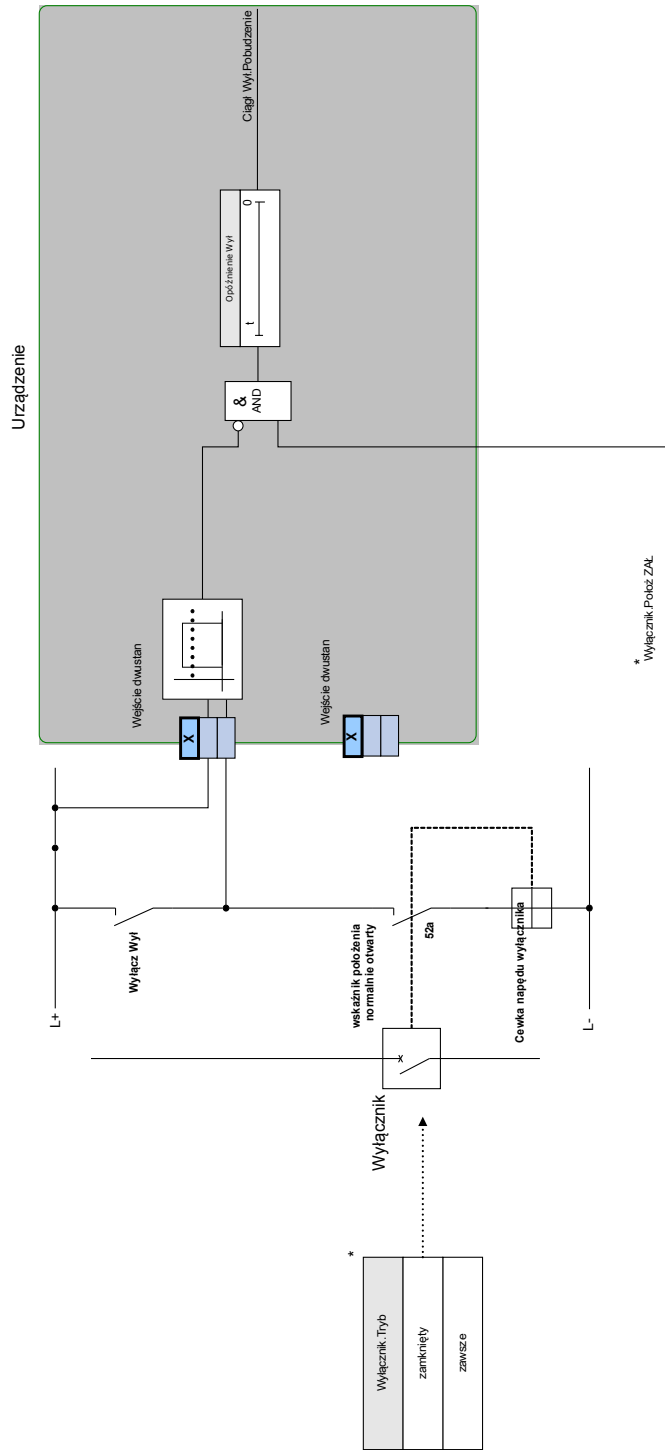 Urządzenie
Ciągł Wył.Pobudzenie
Opóźnienie Wył
t
0
&
AND
Wejście dwustan
X
Wejście dwustan
X
L+
Wyłącz Wył
wskaźnik położenia
normalnie otwarty
52a
Cewka napędu wyłącznika
L-
Wyłącznik
*
Wyłącznik.Tryb
zamknięty
zawsze
*
Wyłącznik.Położ ZAŁ